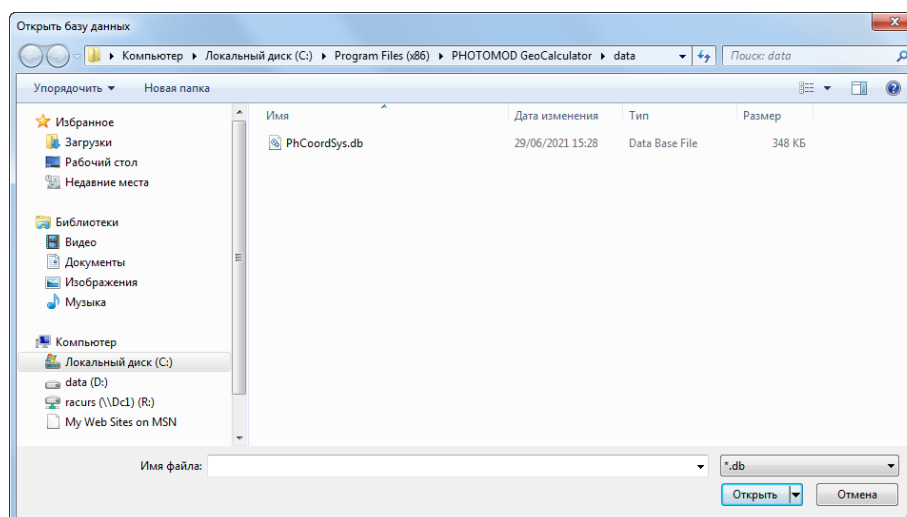 Открыть базу данных
Компьютер Локальный диск (C:) Program Files (x86) PHOTOMOD GeoCalculator data Поиск: data
Упорядочить Новая папка
Имя Дата изменения Тип Размер
PhCoordSys.db 29/06/2021 15:28 Data Base File 348 КБ
Избранное
Загрузки
Рабочий стол
Недавние места
Библиотеки
Видео
Документы
Изображения
Музыка
Компьютер
Локальный диск (C:)
data (D:)
racurs (\\Dc1) (R:)
My Web Sites on MSN
Имя файла: *.db
Открыть Отмена